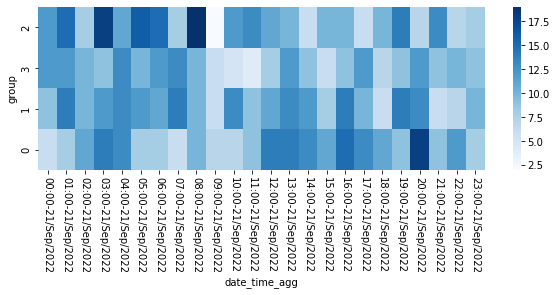 group
2
3
1
0
00:00-21/Sep/2022
01:00-21/Sep/2022
02:00-21/Sep/2022
03:00-21/Sep/2022
04:00-21/Sep/2022
05:00-21/Sep/2022
06:00-21/Sep/2022
07:00-21/Sep/2022
08:00-21/Sep/2022
09:00-21/Sep/2022
10:00-21/Sep/2022
11:00-21/Sep/2022
12:00-21/Sep/2022
13:00-21/Sep/2022
14:00-21/Sep/2022
15:00-21/Sep/2022
16:00-21/Sep/2022
17:00-21/Sep/2022
18:00-21/Sep/2022
19:00-21/Sep/2022
20:00-21/Sep/2022
21:00-21/Sep/2022
22:00-21/Sep/2022
23:00-21/Sep/2022
date_time_agg
17.5
15.0
12.5
10.0
7.5
5.0
2.5